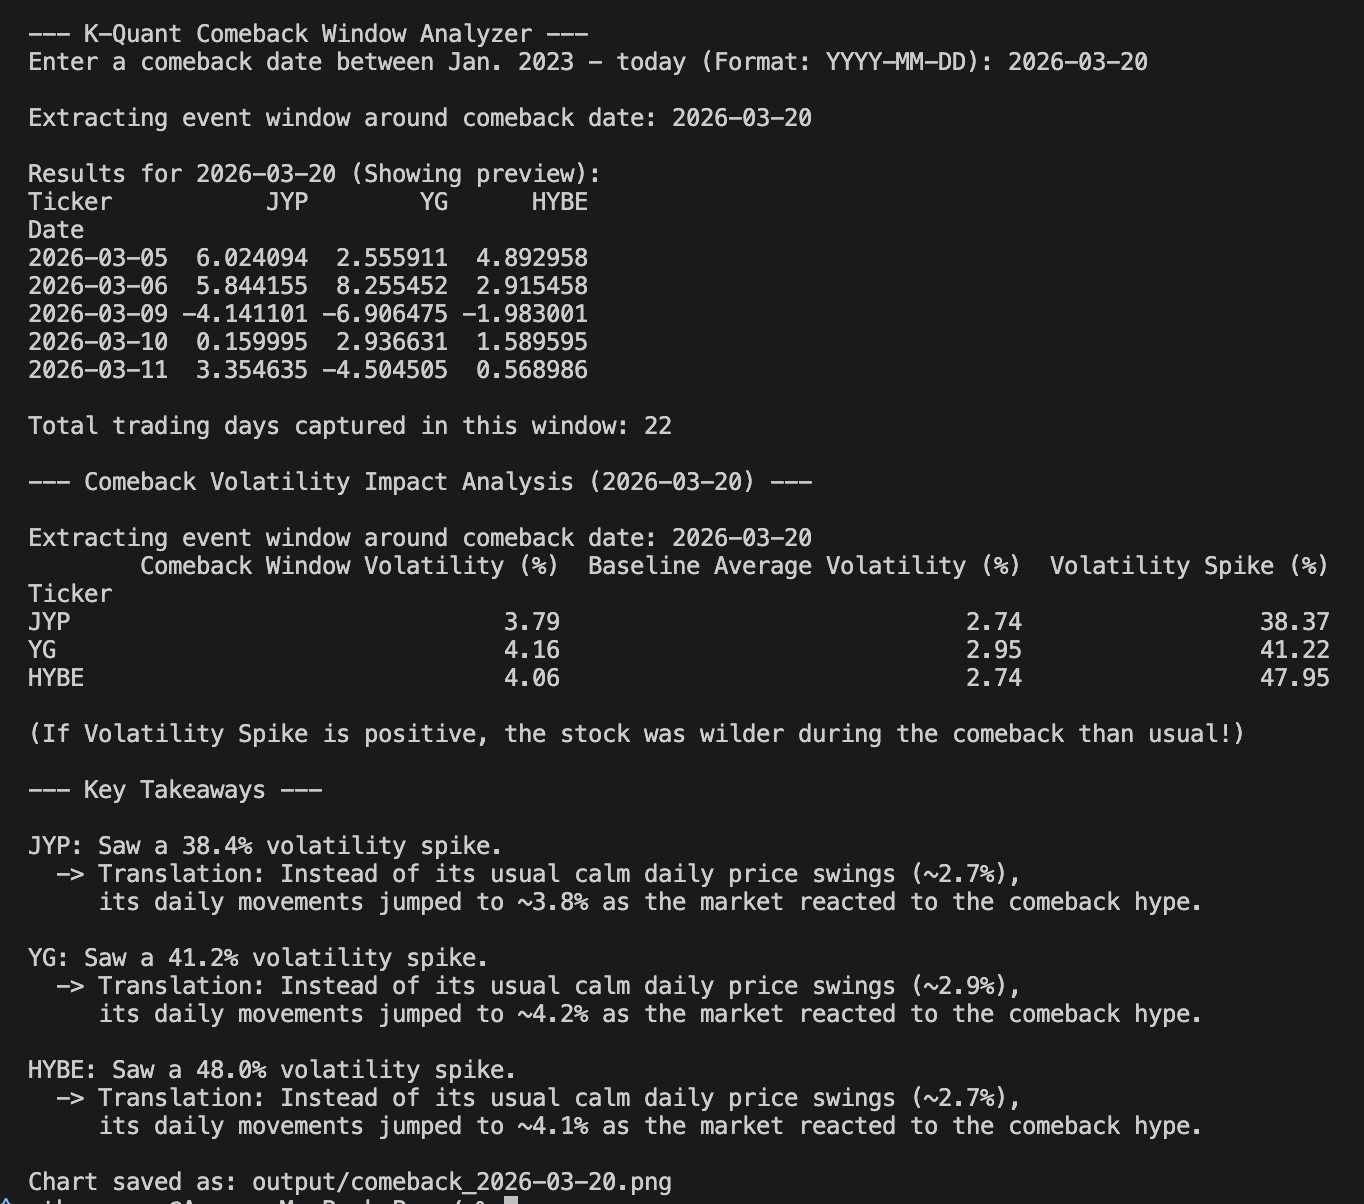 --- K-Quant Comeback Window Analyzer ---
Enter a comeback date between Jan. 2023 - today (Format: YYYY-MM-DD): 2026-03-20
Extracting event window around comeback date: 2026-03-20
Results for 2026-03-20 (Showing preview):
Ticker JYP YG HYBE
Date
2026-03-05 6.024094 2.555911 4.892958
2026-03-06 5.844155 8.255452 2.915458
2026-03-09 -4.141101 -6.906475 -1.983001
2026-03-10 0.159995 2.936631 1.589595
2026-03-11 3.354635 -4.504505 0.568986
Total trading days captured in this window: 22
--- Comeback Volatility Impact Analysis (2026-03-20) ---
Extracting event window around comeback date: 2026-03-20
Comeback Window Volatility (%) Baseline Average Volatility (%) Volatility Spike (%)
Ticker
JYP 3.79 2.74 38.37
YG 4.16 2.95 41.22
HYBE 4.06 2.74 47.95
(If Volatility Spike is positive, the stock was wilder during the comeback than usual!)
--- Key Takeaways ---
JYP: Saw a 38.4% volatility spike.
-> Translation: Instead of its usual calm daily price swings (~2.7%),
its daily movements jumped to ~3.8% as the market reacted to the comeback hype.
YG: Saw a 41.2% volatility spike.
-> Translation: Instead of its usual calm daily price swings (~2.9%),
its daily movements jumped to ~4.2% as the market reacted to the comeback hype.
HYBE: Saw a 48.0% volatility spike.
-> Translation: Instead of its usual calm daily price swings (~2.7%),
its daily movements jumped to ~4.1% as the market reacted to the comeback hype.
Chart saved as: output/comeback_2026-03-20.png